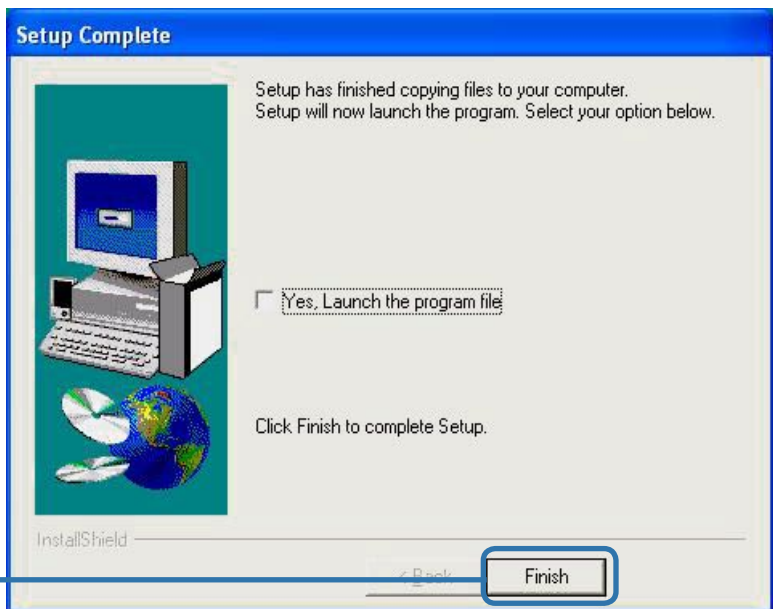 Setup Complete
Setup has finished copying files to your computer.
Setup will now launch the program. Select your option below.
Yes, Launch the program file
Click Finish to complete Setup.
InstallShield
< Back
Finish